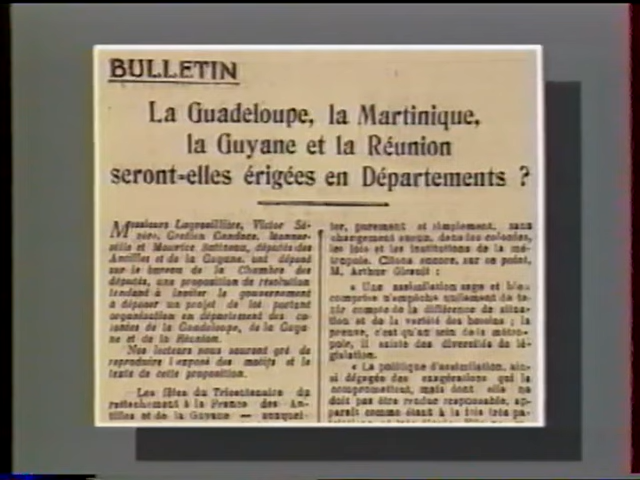 BULLETIN
La Guadeloupe, la Martinique,
la Guyane et la Réunion
seront-elles érigées en Départements ?
Messieurs Lagrosillière, Victor Sé-
Gratien Candace,
et Maurice Satineau, députés des
Antilles et de la Guyane, ont déposé
sur le bureau de la Chambre des
députés, une proposition de résolution
tendant à inviter le gouvernement
à déposer un projet de loi portant
organisation en département des co-
lonies de la Guadeloupe, de la Guya-
ne et de la Réunion.
Nos lecteurs nous sauront gré de
reproduire l'exposé des motifs et le
texte de cette proposition.
Les fêtes du Tricentenaire du
rattachement à la France des An-
tilles et de la Guyane — auxquel-
ter, purement et simplement, sans
changement aucun, dans les colonies,
les lois et les institutions de la mé-
tropole. Citons encore, sur ce point,
M. Arthur Girault :
« Une assimilation sage et bien
comprise n'empêche nullement de te-
nir compte de la différence de situa-
tion et de la variété des besoins ; la
preuve, c'est qu'au sein de la métro-
pole, il existe des diversités de lé-
gislation.
« La politique d'assimilation, ain-
si dégagée des exagérations qui la
compromettent, mais dont elle ne
doit pas être rendue responsable, ap-
paraît comme étant à la fois très pa-